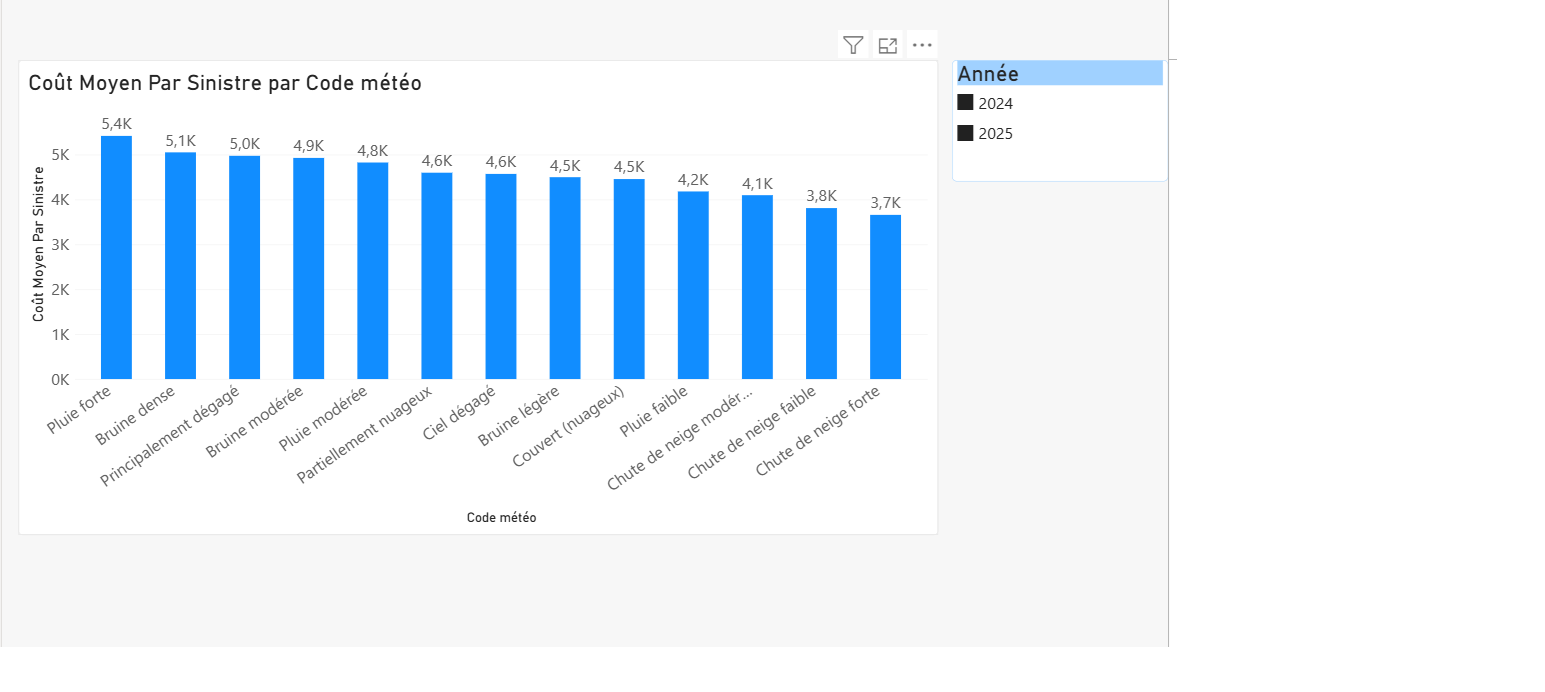 Coût Moyen Par Sinistre par Code météo
Année
2024
2025
Coût Moyen Par Sinistre
5K
4K
3K
2K
1K
0K
5,4K
5,1K
5,0K
4,9K
4,8K
4,6K
4,6K
4,5K
4,5K
4,2K
4,1K
3,8K
3,7K
Pluie forte
Bruine dense
Principalement dégagé
Bruine modérée
Pluie modérée
Partiellement nuageux
Ciel dégagé
Bruine légère
Couvert (nuageux)
Pluie faible
Chute de neige modér...
Chute de neige faible
Chute de neige forte
Code météo